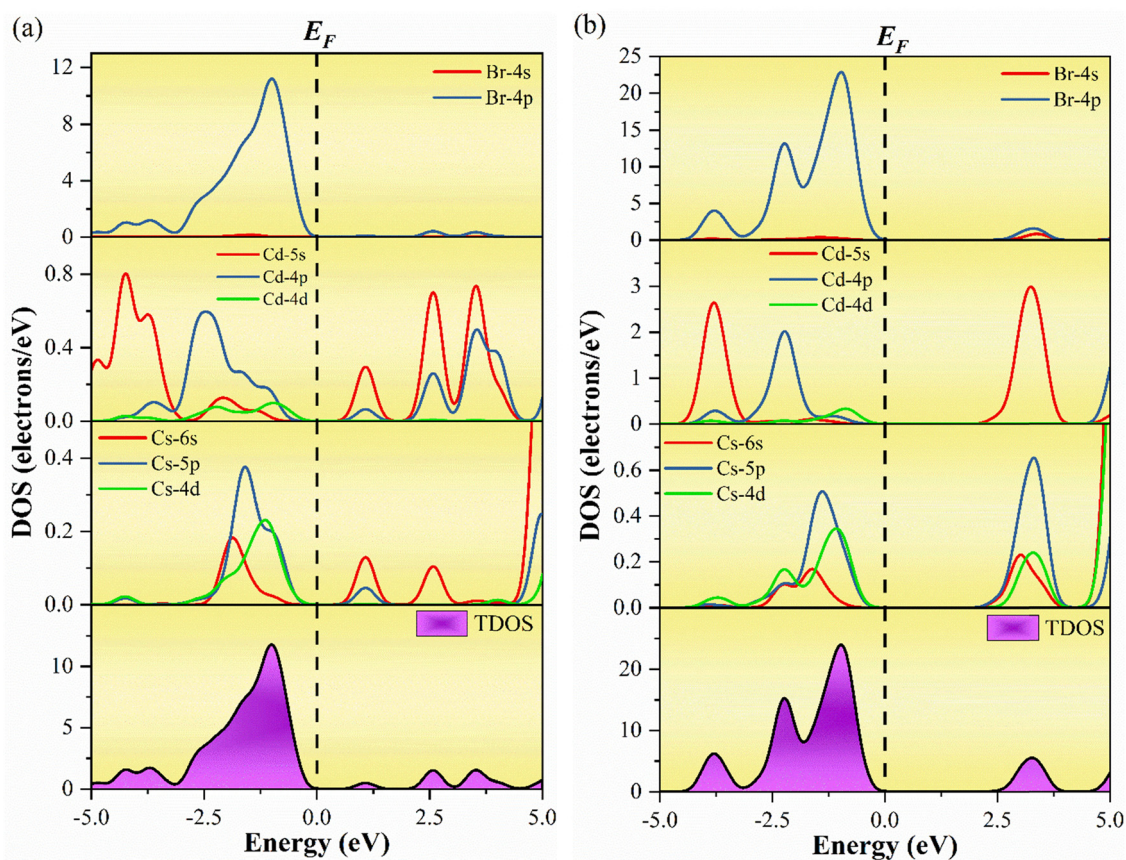 (a)
E_F
Br-4s
Br-4p
12
8
4
0
Cd-5s
Cd-4p
Cd-4d
0.8
0.4
0.0
Cs-6s
Cs-5p
Cs-4d
0.4
0.2
0.0
TDOS
10
5
0
DOS (electrons/eV)
-5.0 -2.5 0.0 2.5 5.0
Energy (eV)
(b)
E_F
Br-4s
Br-4p
25
20
15
10
5
0
Cd-5s
Cd-4p
Cd-4d
3
2
1
0
Cs-6s
Cs-5p
Cs-4d
0.6
0.4
0.2
0.0
TDOS
20
10
0
DOS (electrons/eV)
-5.0 -2.5 0.0 2.5 5.0
Energy (eV)